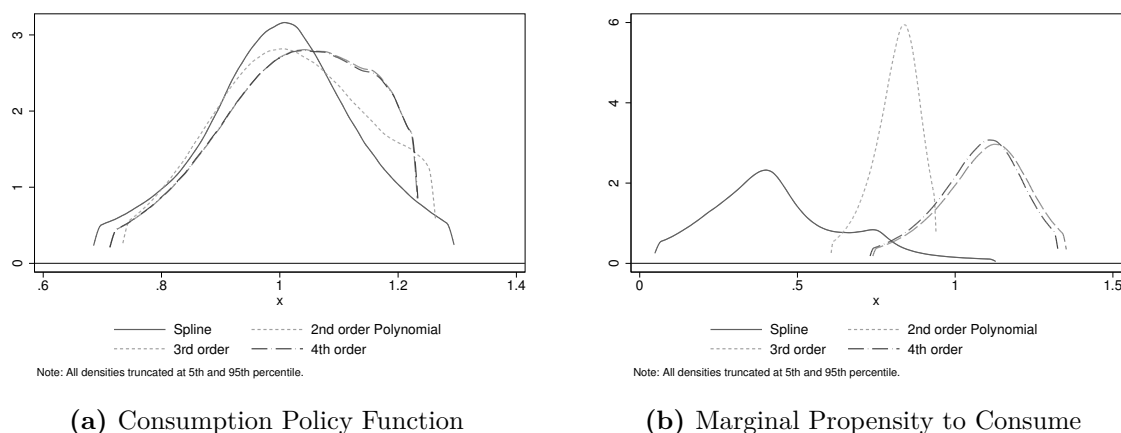 3
2
1
0
.6 .8 1 1.2 1.4
x
Spline 2nd order Polynomial
3rd order 4th order
Note: All densities truncated at 5th and 95th percentile.
(a) Consumption Policy Function
6
4
2
0
0 .5 1 1.5
x
Spline 2nd order Polynomial
3rd order 4th order
Note: All densities truncated at 5th and 95th percentile.
(b) Marginal Propensity to Consume